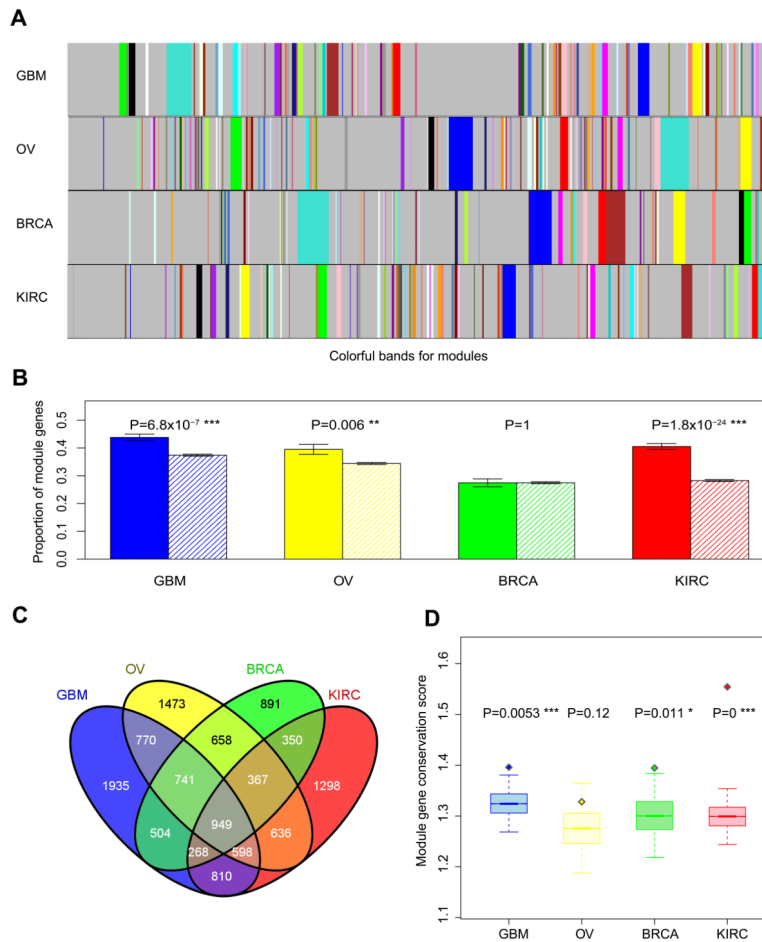 A
GBM
OV
BRCA
KIRC
Colorful bands for modules
B
Proportion of module genes
0.0 0.1 0.2 0.3 0.4 0.5
P=6.8x10⁻⁷ *** P=0.006 ** P=1 P=1.8x10⁻²⁴ ***
GBM OV BRCA KIRC
C
GBM OV BRCA KIRC
1473 891
770 658 350
1935 741 367 1298
949
504 636
268 598
810
D
Module gene conservation score
1.6
1.5
1.4
1.3
1.2
1.1
P=0.0053 *** P=0.12 P=0.011 * P=0 ***
GBM OV BRCA KIRC